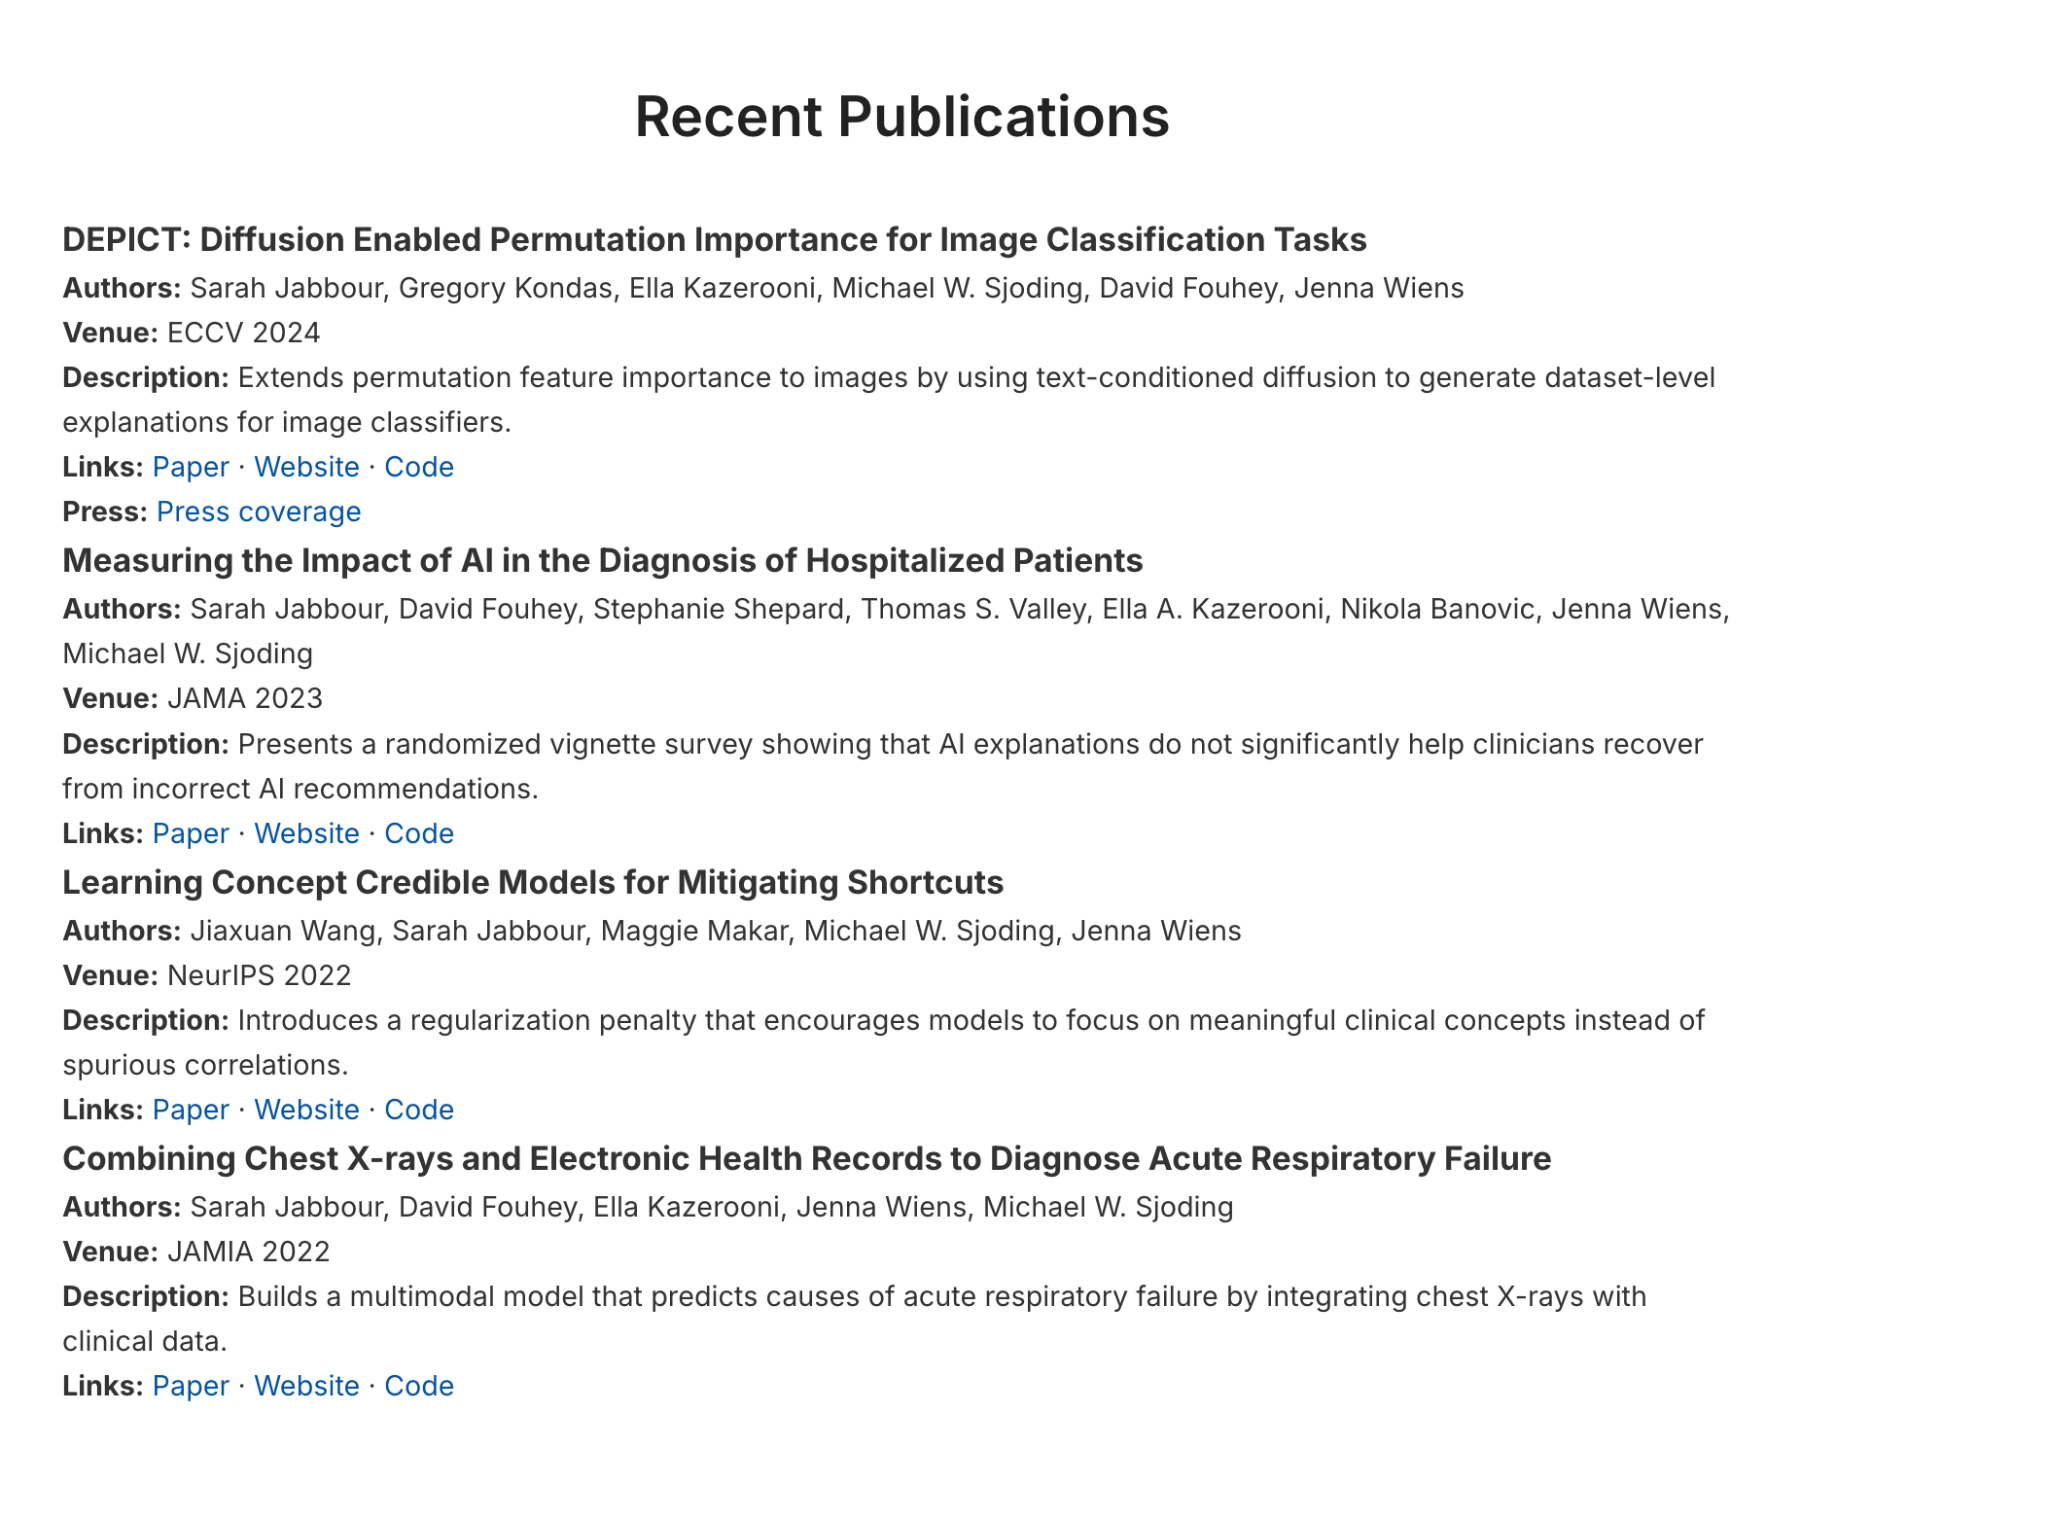 Recent Publications
DEPICT: Diffusion Enabled Permutation Importance for Image Classification Tasks
Authors: Sarah Jabbour, Gregory Kondas, Ella Kazerooni, Michael W. Sjoding, David Fouhey, Jenna Wiens
Venue: ECCV 2024
Description: Extends permutation feature importance to images by using text-conditioned diffusion to generate dataset-level
explanations for image classifiers.
Links: Paper · Website · Code
Press: Press coverage
Measuring the Impact of AI in the Diagnosis of Hospitalized Patients
Authors: Sarah Jabbour, David Fouhey, Stephanie Shepard, Thomas S. Valley, Ella A. Kazerooni, Nikola Banovic, Jenna Wiens,
Michael W. Sjoding
Venue: JAMA 2023
Description: Presents a randomized vignette survey showing that AI explanations do not significantly help clinicians recover
from incorrect AI recommendations.
Links: Paper · Website · Code
Learning Concept Credible Models for Mitigating Shortcuts
Authors: Jiaxuan Wang, Sarah Jabbour, Maggie Makar, Michael W. Sjoding, Jenna Wiens
Venue: NeurIPS 2022
Description: Introduces a regularization penalty that encourages models to focus on meaningful clinical concepts instead of
spurious correlations.
Links: Paper · Website · Code
Combining Chest X-rays and Electronic Health Records to Diagnose Acute Respiratory Failure
Authors: Sarah Jabbour, David Fouhey, Ella Kazerooni, Jenna Wiens, Michael W. Sjoding
Venue: JAMIA 2022
Description: Builds a multimodal model that predicts causes of acute respiratory failure by integrating chest X-rays with
clinical data.
Links: Paper · Website · Code